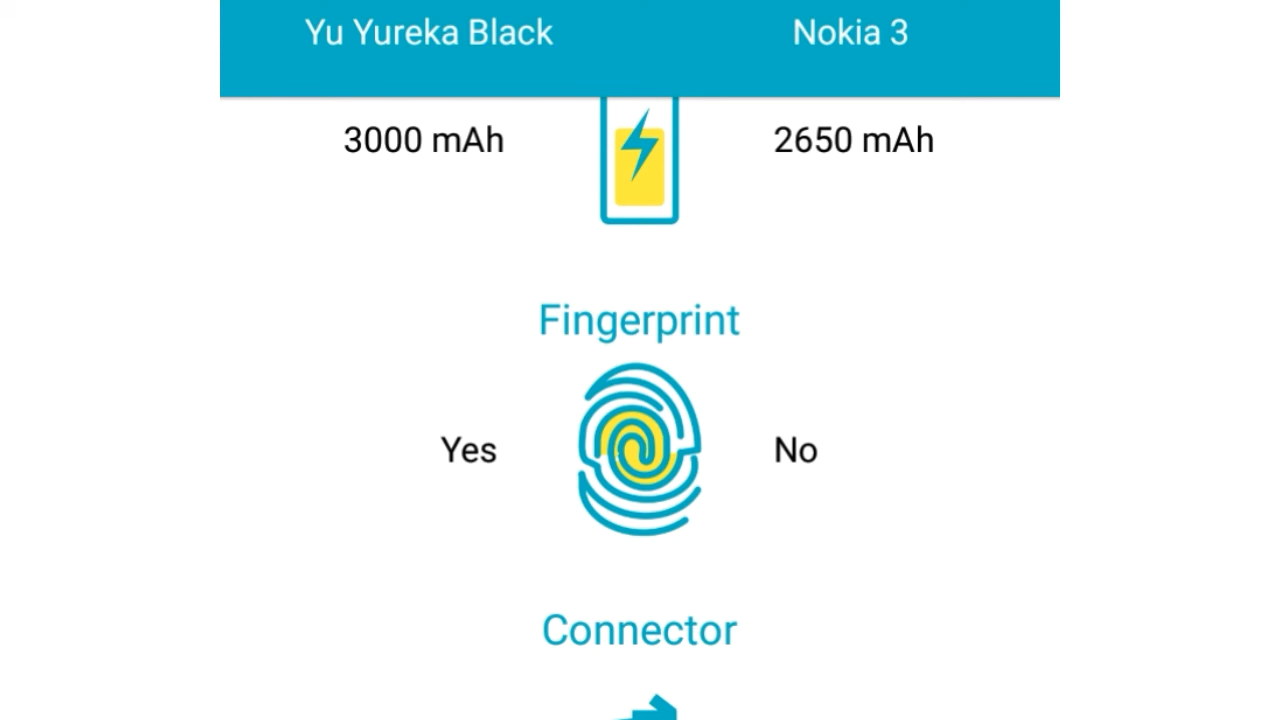 Yu Yureka Black Nokia 3
3000 mAh 2650 mAh
Fingerprint
Yes No
Connector